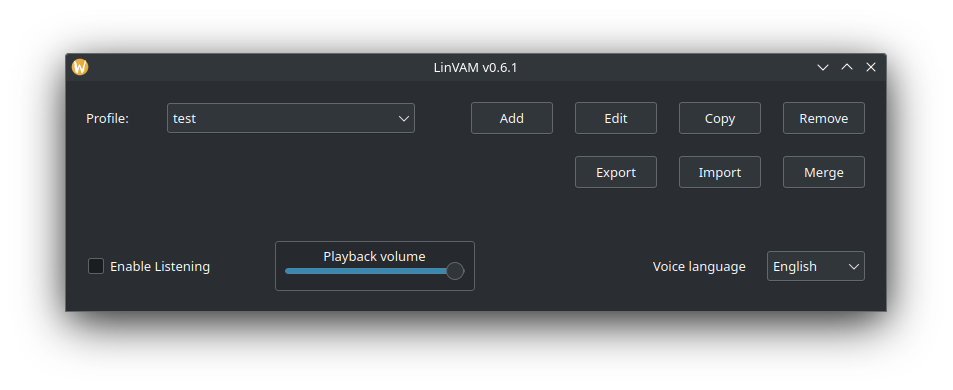 LinVAM v0.6.1
Profile: test Add Edit Copy Remove
Export Import Merge
Playback volume
Enable Listening Voice language English